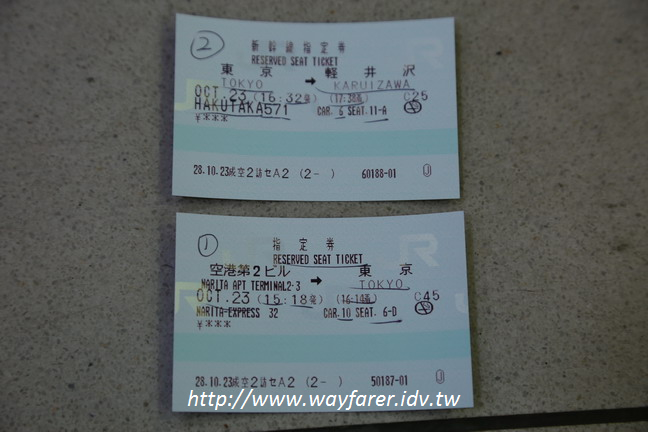 2
新幹線指定券
RESERVED SEAT TICKET
東京 → 軽井沢
TOKYO KARUIZAWA
OCT.23 (16:32発) (17:38着) C25
HAKUTAKA571 CAR. 6 SEAT. 11-A
¥***
28.10.23成空2詰セA2 (2- ) 60188-01
1
指定券
RESERVED SEAT TICKET
空港第2ビル → 東京
NARITA APT TERMINAL2·3 TOKYO
OCT.23 (15:18発) (16:14着) C45
NARITA-EXPRESS 32 CAR.10 SEAT. 6-D
¥***
28.10.23成空2詰セA2 (2- ) 50187-01
http://www.wayfarer.idv.tw